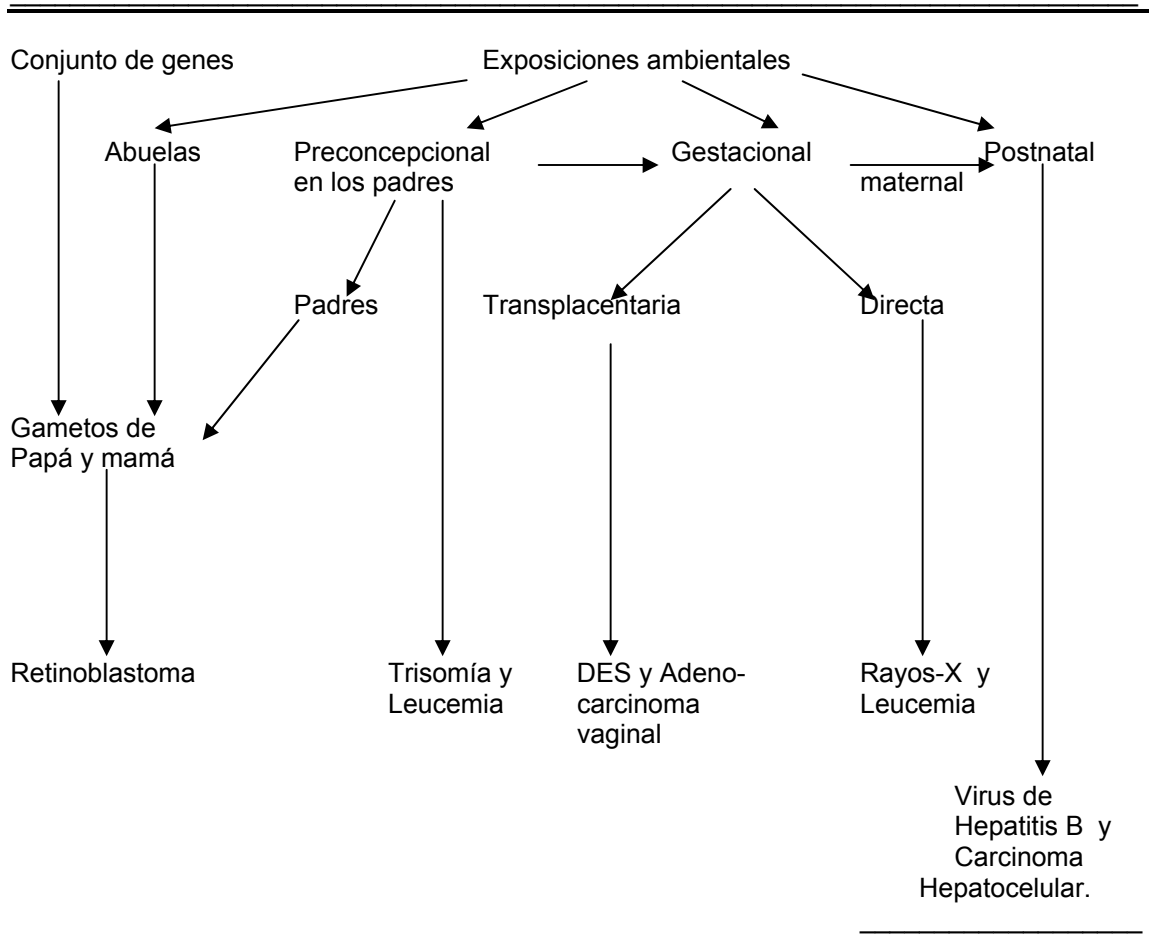 Conjunto de genes
Exposiciones ambientales
Abuelas
Preconcepcional
en los padres
Gestacional
maternal
Postnatal
Padres
Transplacentaria
Directa
Gametos de
Papá y mamá
Retinoblastoma
Trisomía y
Leucemia
DES y Adeno-
carcinoma
vaginal
Rayos-X y
Leucemia
Virus de
Hepatitis B y
Carcinoma
Hepatocelular.